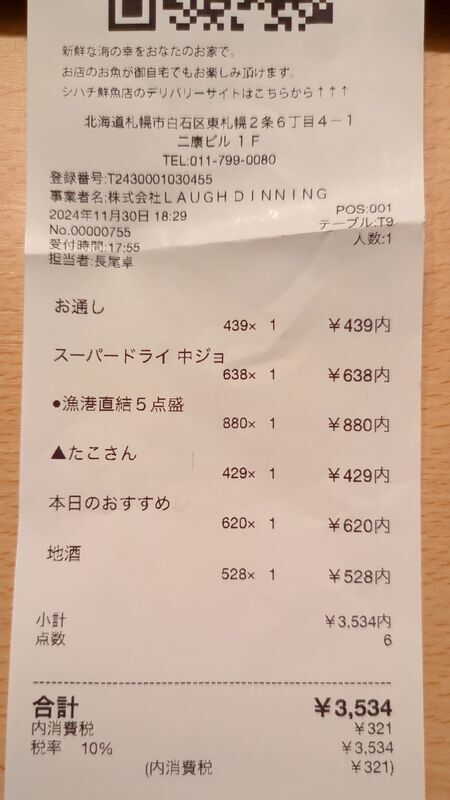 新鮮な海の幸をあなたのお家で。
お店のお魚が御自宅でもお楽しみ頂けます。
シハチ鮮魚店のデリバリーサイトはこちらから↑↑↑
北海道札幌市白石区東札幌2条6丁目4-1
二康ビル 1F
TEL:011-799-0080
登録番号:T2430001030455
事業者名:株式会社LAUGH DINNING
2024年11月30日 18:29 POS:001
No.00000755 テーブル:T9
受付時間:17:55 人数:1
担当者:長尾卓
お通し
439× 1 ¥439内
スーパードライ 中ジョ
638× 1 ¥638内
●漁港直結5点盛
880× 1 ¥880内
▲たこさん
429× 1 ¥429内
本日のおすすめ
620× 1 ¥620内
地酒
528× 1 ¥528内
小計 ¥3,534内
点数 6
合計 ¥3,534
内消費税 ¥321
税率 10% ¥3,534
(内消費税 ¥321)